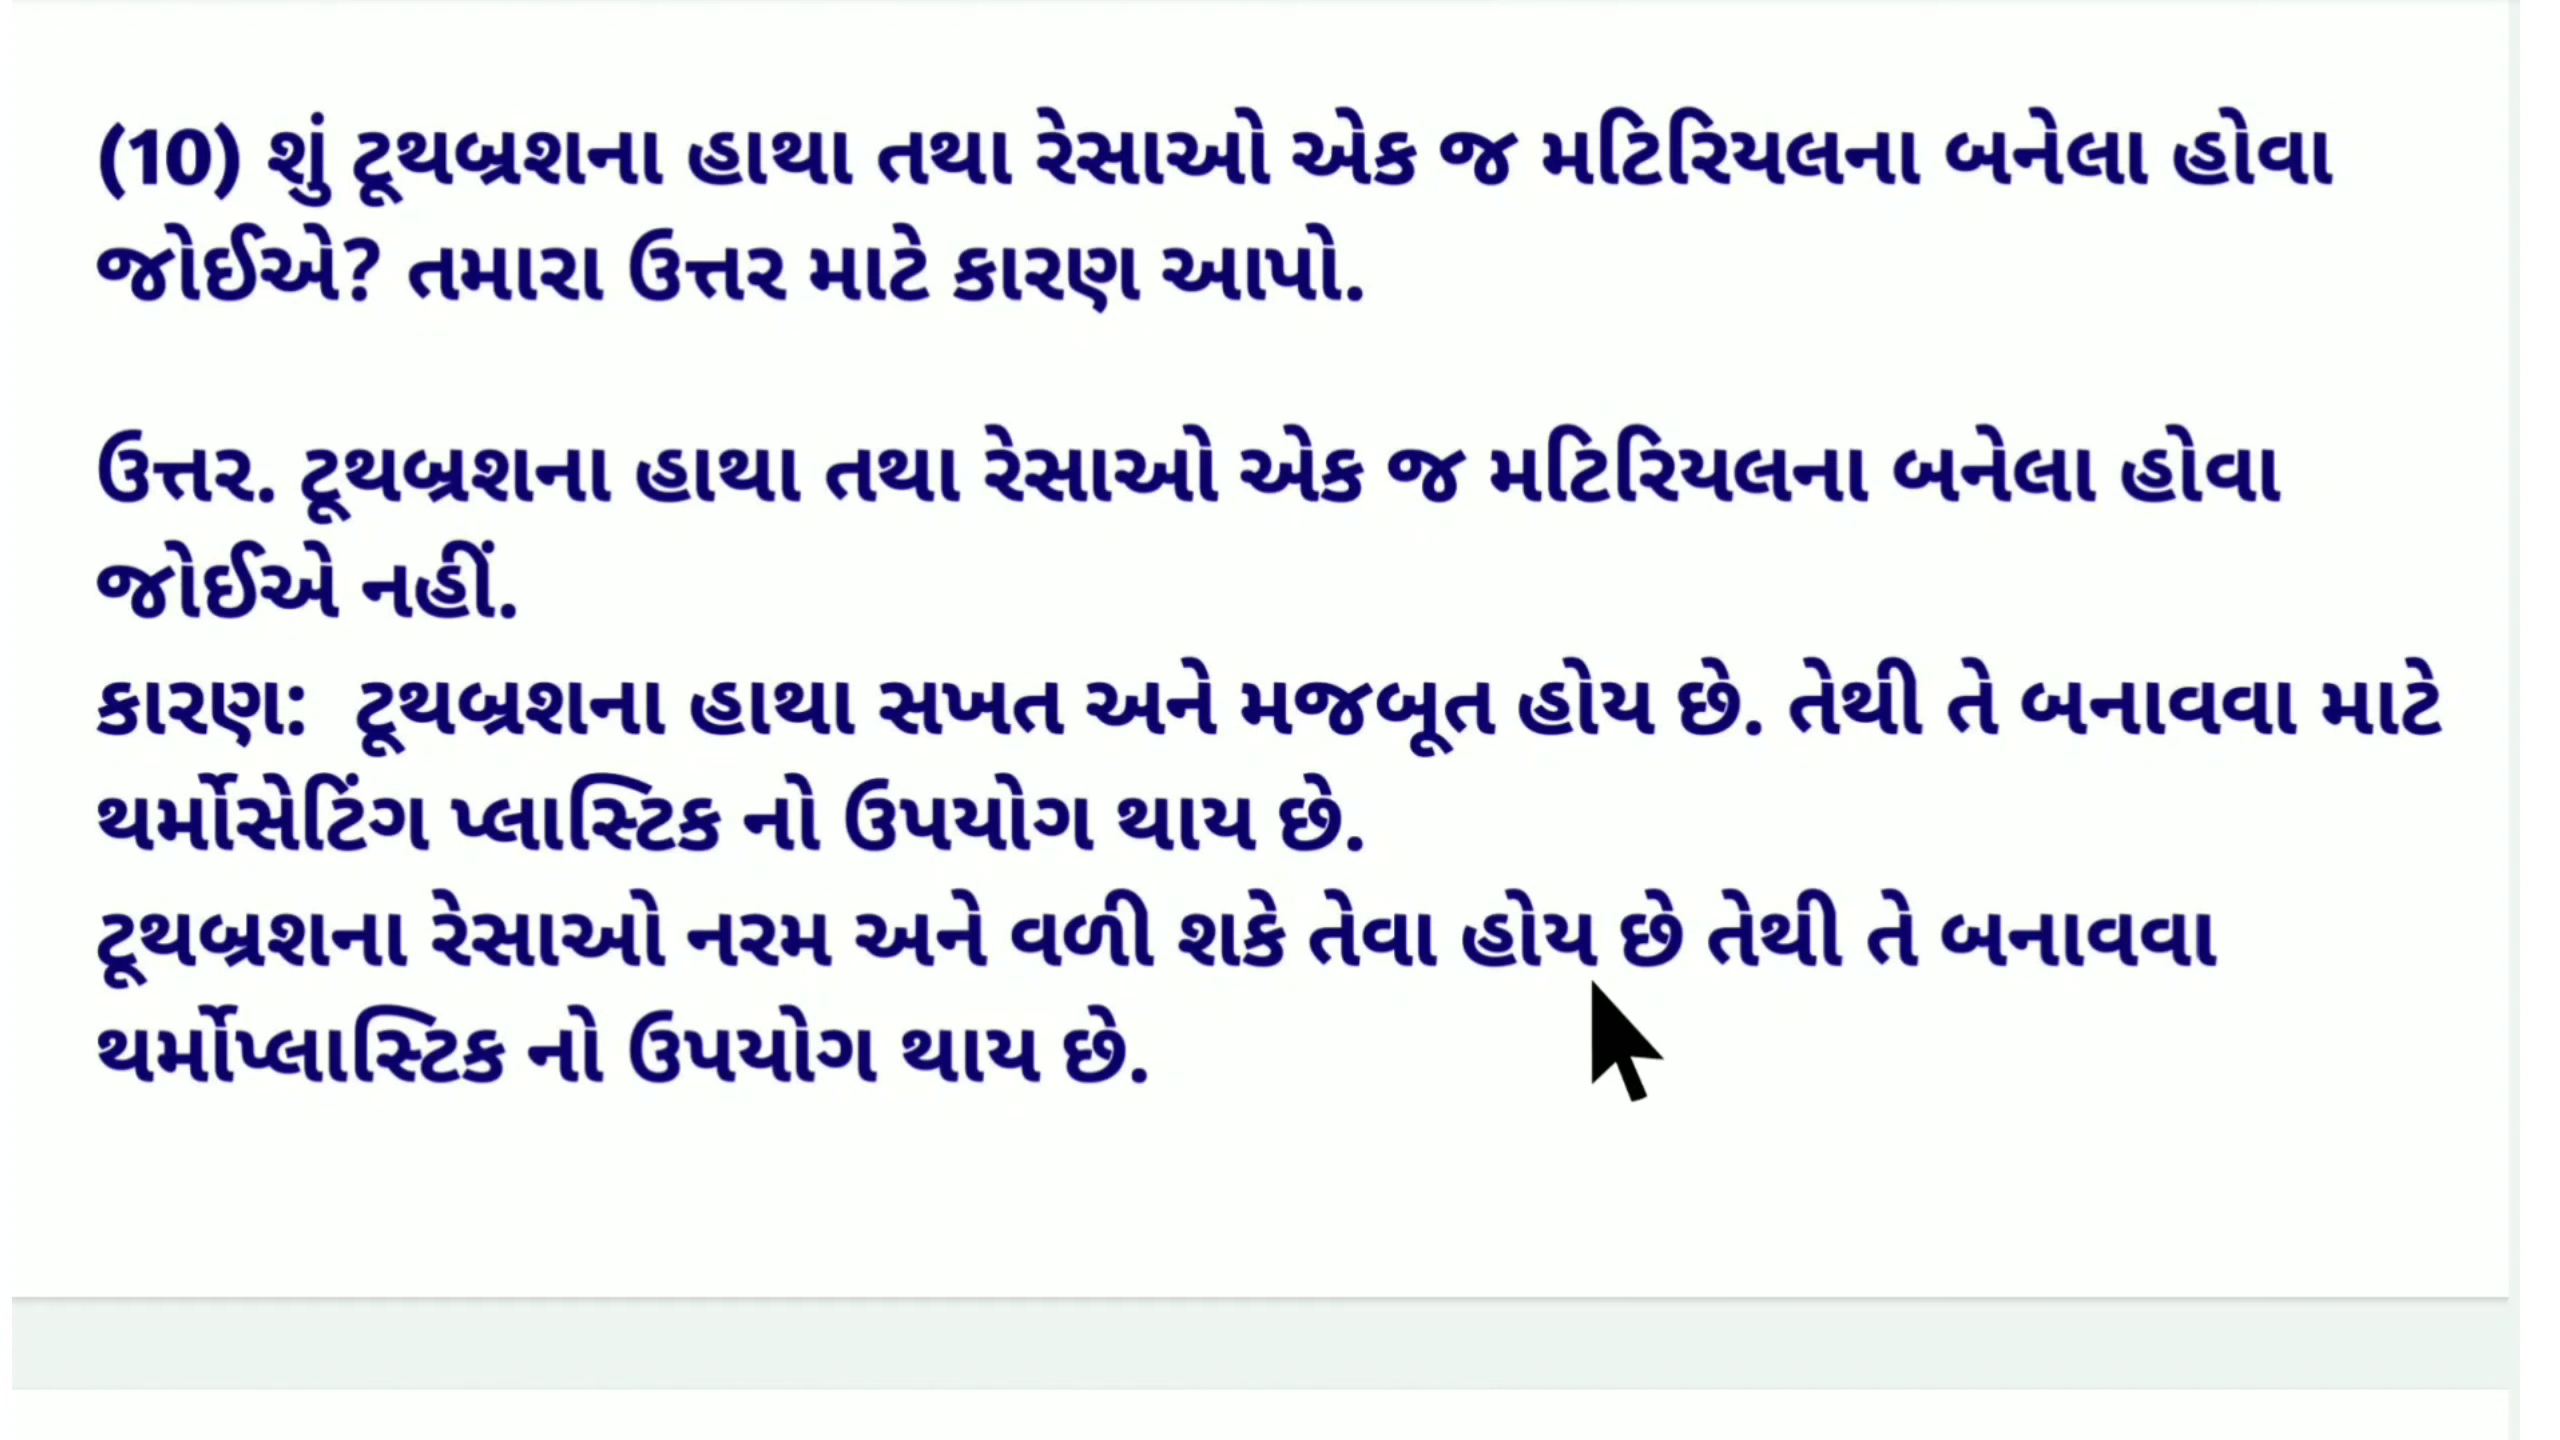 (10) શું ટૂથબ્રશના હાથા તથા રેસાઓ એક જ મટિરિયલના બનેલા હોવા
જોઈએ? તમારા ઉત્તર માટે કારણ આપો.
ઉત્તર. ટૂથબ્રશના હાથા તથા રેસાઓ એક જ મટિરિયલના બનેલા હોવા
જોઈએ નહીં.
કારણ: ટૂથબ્રશના હાથા સખત અને મજબૂત હોય છે. તેથી તે બનાવવા માટે
થર્મોસેટિંગ પ્લાસ્ટિક નો ઉપયોગ થાય છે.
ટૂથબ્રશના રેસાઓ નરમ અને વળી શકે તેવા હોય છે તેથી તે બનાવવા
થર્મોપ્લાસ્ટિક નો ઉપયોગ થાય છે.